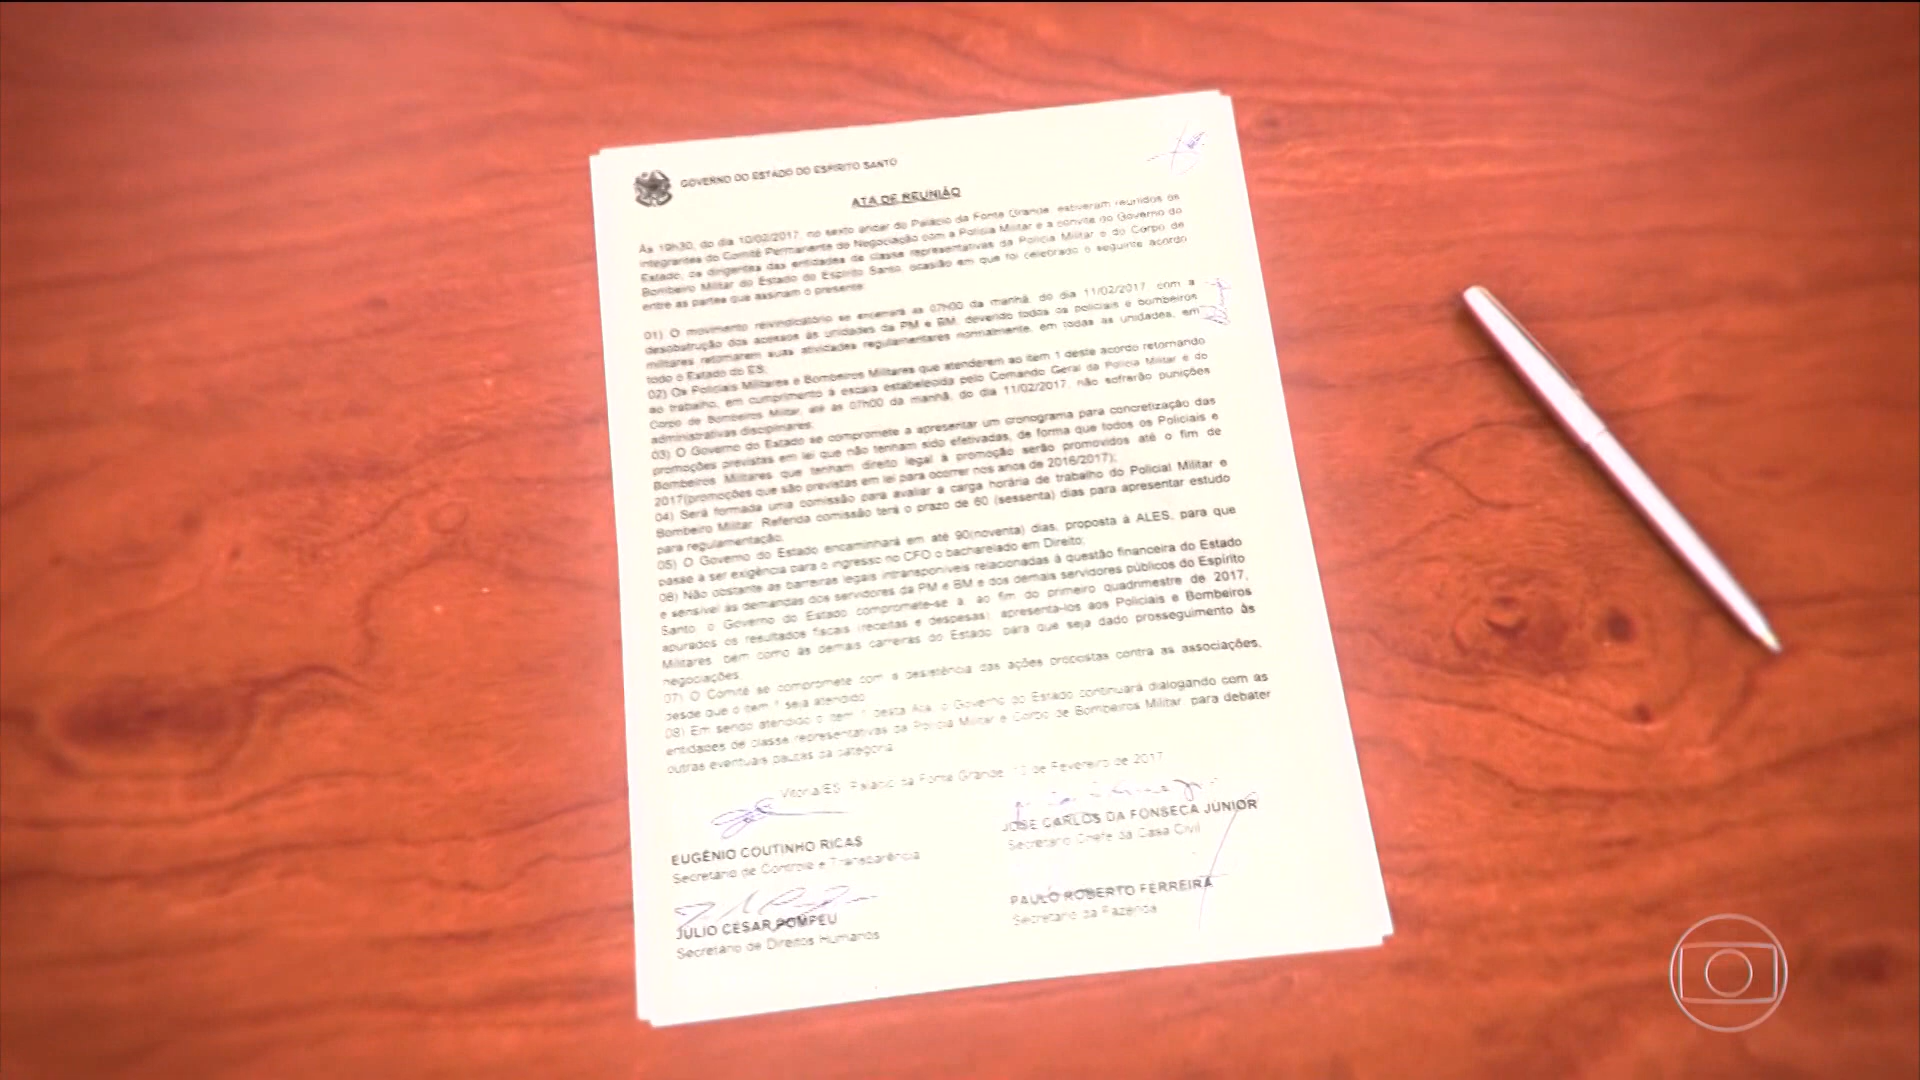 GOVERNO DO ESTADO DO ESPÍRITO SANTO
ATA DE REUNIÃO
Às 19h30, do dia 10/02/2017, no sexto andar do Palácio da Fonte Grande, estiveram reunidos os
integrantes do Comitê Permanente de Negociação com a Polícia Militar e a convite do Governo do
Estado, os dirigentes das entidades de classe representativas da Polícia Militar e do Corpo de
Bombeiro Militar do Estado do Espírito Santo, ocasião em que foi celebrado o seguinte acordo
entre as partes que assinam o presente:
01) O movimento reivindicatório se encerrará às 07h00 da manhã, do dia 11/02/2017, com a
desobstrução dos acessos às unidades da PM e BM, devendo todos os policiais e bombeiros
militares retomarem suas atividades regulamentares normalmente, em todas as unidades, em
todo o Estado do ES;
02) Os Policiais Militares e Bombeiros Militares que atenderem ao item 1 deste acordo retornando
ao trabalho, em cumprimento à escala estabelecida pelo Comando Geral da Polícia Militar e do
Corpo de Bombeiros Militar, até as 07h00 da manhã, do dia 11/02/2017, não sofrerão punições
administrativas disciplinares;
03) O Governo do Estado se compromete a apresentar um cronograma para concretização das
promoções previstas em lei que não tenham sido efetivadas, de forma que todos os Policiais e
Bombeiros Militares que tenham direito legal à promoção serão promovidos até o fim de
2017(promoções que são previstas em lei para ocorrer nos anos de 2016/2017);
04) Será formada uma comissão para avaliar a carga horária de trabalho do Policial Militar e
Bombeiro Militar. Referida comissão terá o prazo de 60 (sessenta) dias para apresentar estudo
para regulamentação.
05) O Governo do Estado encaminhará em até 90(noventa) dias, proposta à ALES, para que
passe a ser exigência para o ingresso no CFO o bacharelado em Direito;
06) Não obstante as barreiras legais intransponíveis relacionadas à questão financeira do Estado
e sensível às demandas dos servidores da PM e BM e dos demais servidores públicos do Espírito
Santo, o Governo do Estado compromete-se a, ao fim do primeiro quadrimestre de 2017,
apurados os resultados fiscais (receitas e despesas), apresenta-los aos Policiais e Bombeiros
Militares, bem como às demais carreiras do Estado, para que seja dado prosseguimento às
negociações;
07) O Comitê se compromete com a desistência das ações propostas contra as associações,
desde que o item 1 seja atendido;
08) Em sendo atendido o item 1 desta Ata, o Governo do Estado continuará dialogando com as
entidades de classe representativas da Polícia Militar e Corpo de Bombeiro Militar, para debater
outras eventuais pautas da categoria.
Vitória/ES, Palácio da Fonte Grande, 10 de Fevereiro de 2017
EUGÊNIO COUTINHO RICAS
Secretário de Controle e Transparência
JOSÉ CARLOS DA FONSECA JÚNIOR
Secretário Chefe da Casa Civil
JÚLIO CÉSAR POMPEU
Secretário de Direitos Humanos
PAULO ROBERTO FERREIRA
Secretário da Fazenda